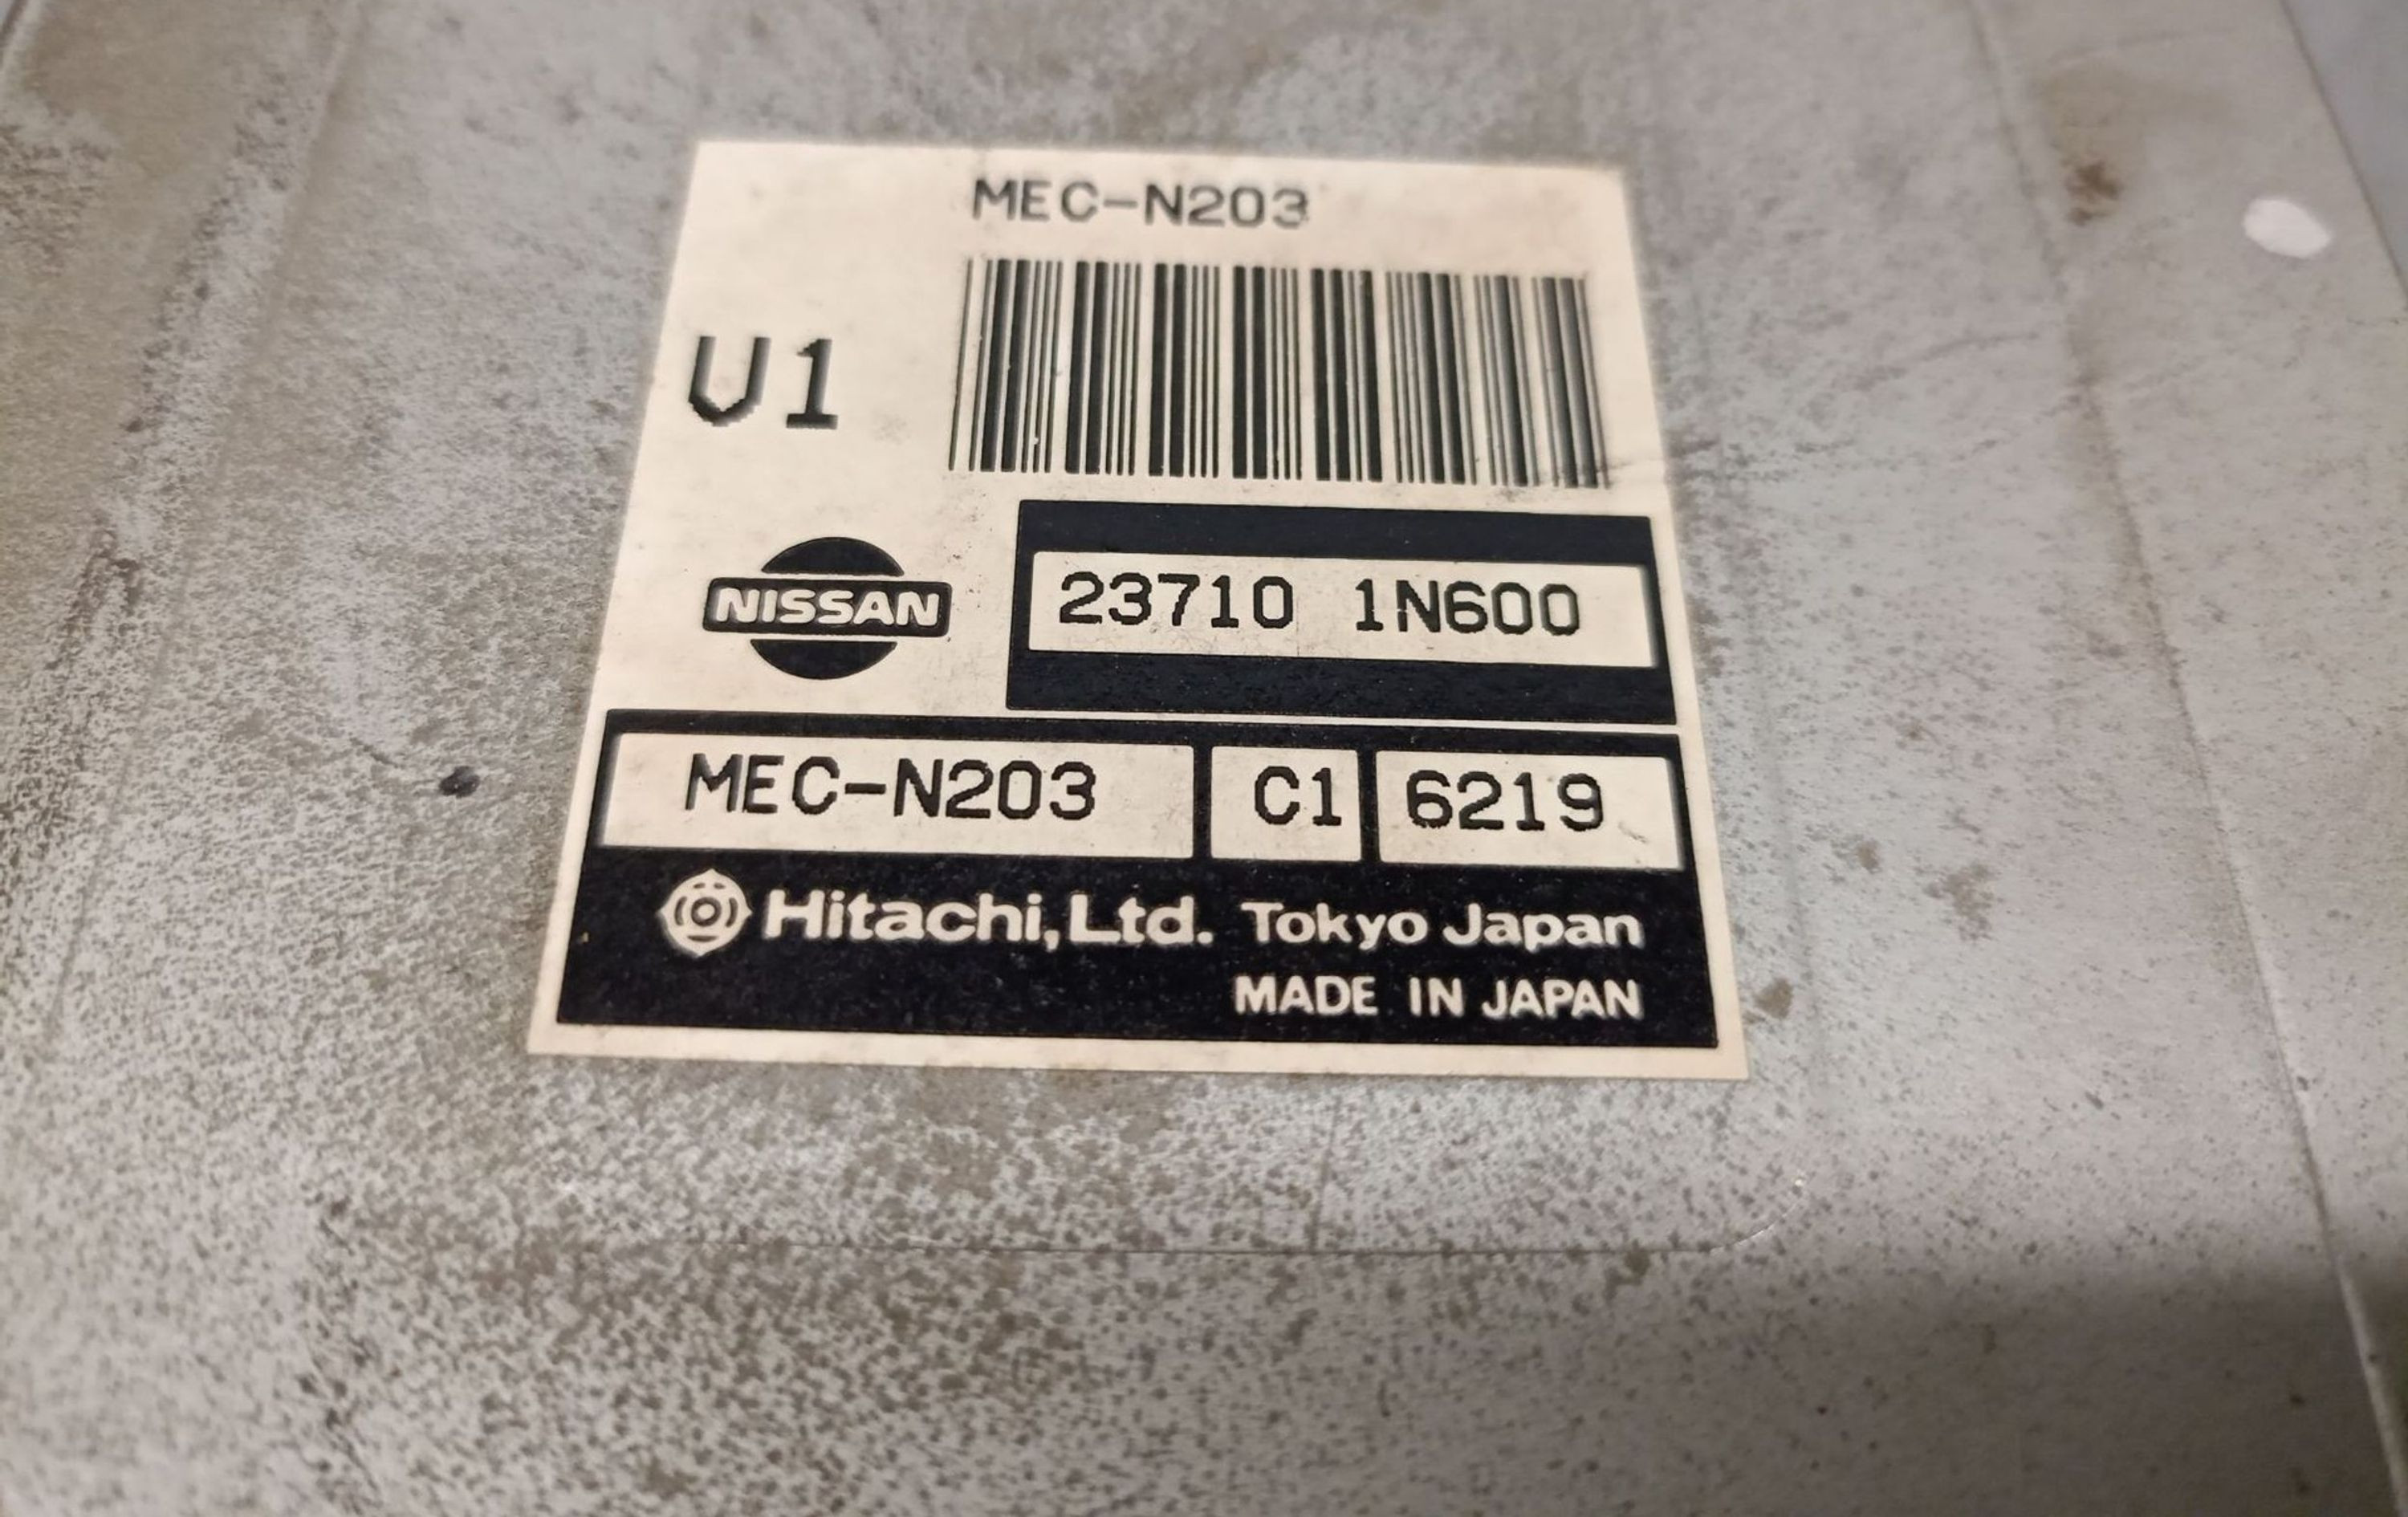 MEC-N203
V1
NISSAN
23710 1N600
MEC-N203 C1 6219
Hitachi, Ltd. Tokyo Japan
MADE IN JAPAN